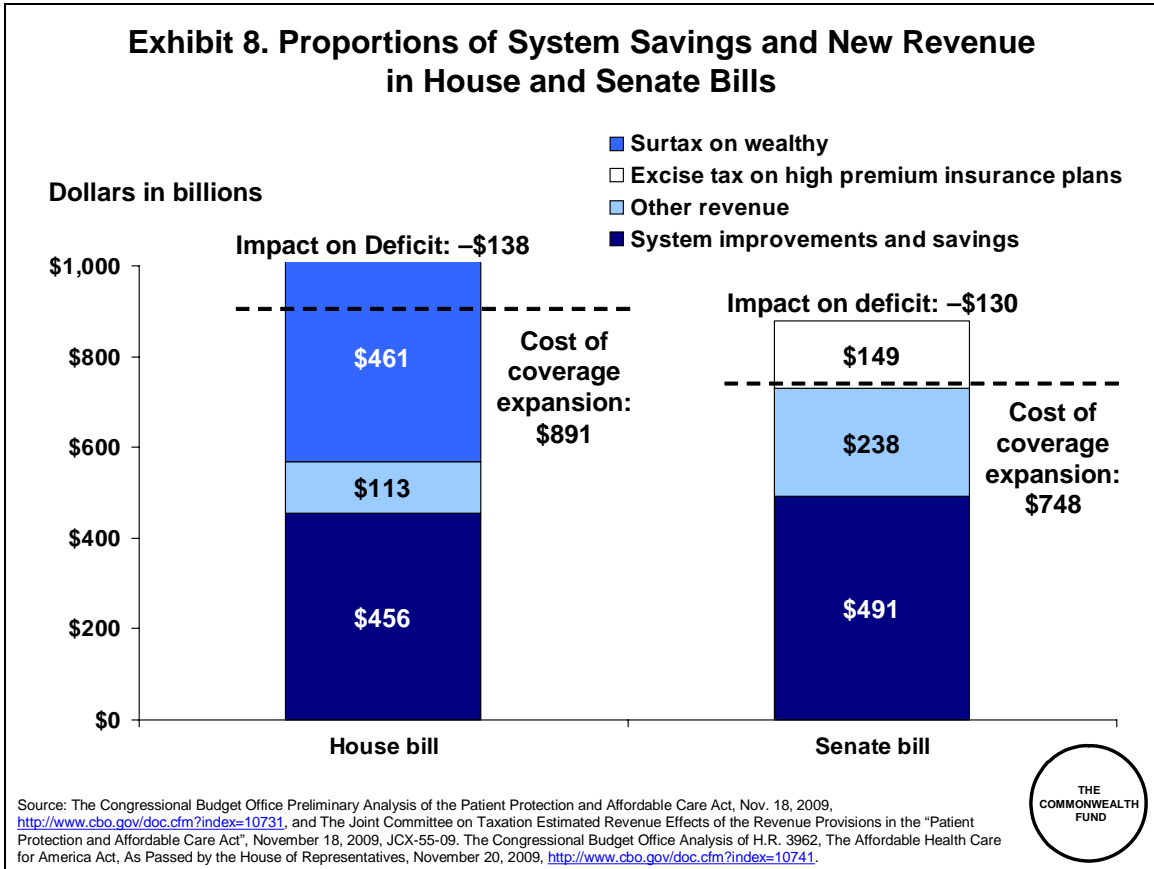 Exhibit 8. Proportions of System Savings and New Revenue
in House and Senate Bills
Surtax on wealthy
Excise tax on high premium insurance plans
Other revenue
System improvements and savings
Dollars in billions
Impact on Deficit: –$138
Impact on deficit: –$130
$1,000
$800
$600
$400
$200
$0
$461
$113
$456
Cost of
coverage
expansion:
$891
$149
$238
$491
Cost of
coverage
expansion:
$748
House bill
Senate bill
Source: The Congressional Budget Office Preliminary Analysis of the Patient Protection and Affordable Care Act, Nov. 18, 2009,
http://www.cbo.gov/doc.cfm?index=10731, and The Joint Committee on Taxation Estimated Revenue Effects of the Revenue Provisions in the “Patient
Protection and Affordable Care Act”, November 18, 2009, JCX-55-09. The Congressional Budget Office Analysis of H.R. 3962, The Affordable Health Care
for America Act, As Passed by the House of Representatives, November 20, 2009, http://www.cbo.gov/doc.cfm?index=10741.
THE
COMMONWEALTH
FUND